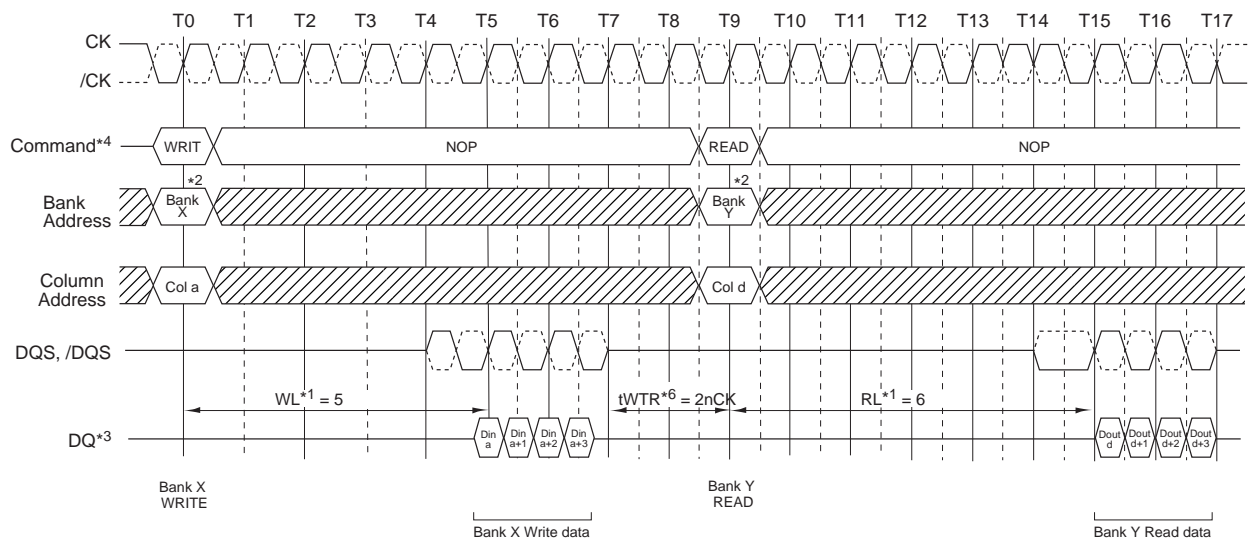 T0 T1 T2 T3 T4 T5 T6 T7 T8 T9 T10 T11 T12 T13 T14 T15 T16 T17
CK
/CK
Command*4 WRIT NOP READ NOP
*2 *2
Bank Address Bank X Bank Y
Column Address Col a Col d
DQS, /DQS
WL*1 = 5 tWTR*6 = 2nCK RL*1 = 6
DQ*3 Din a Din a+1 Din a+2 Din a+3 Dout d Dout d+1 Dout d+2 Dout d+3
Bank X WRITE Bank Y READ
Bank X Write data Bank Y Read data